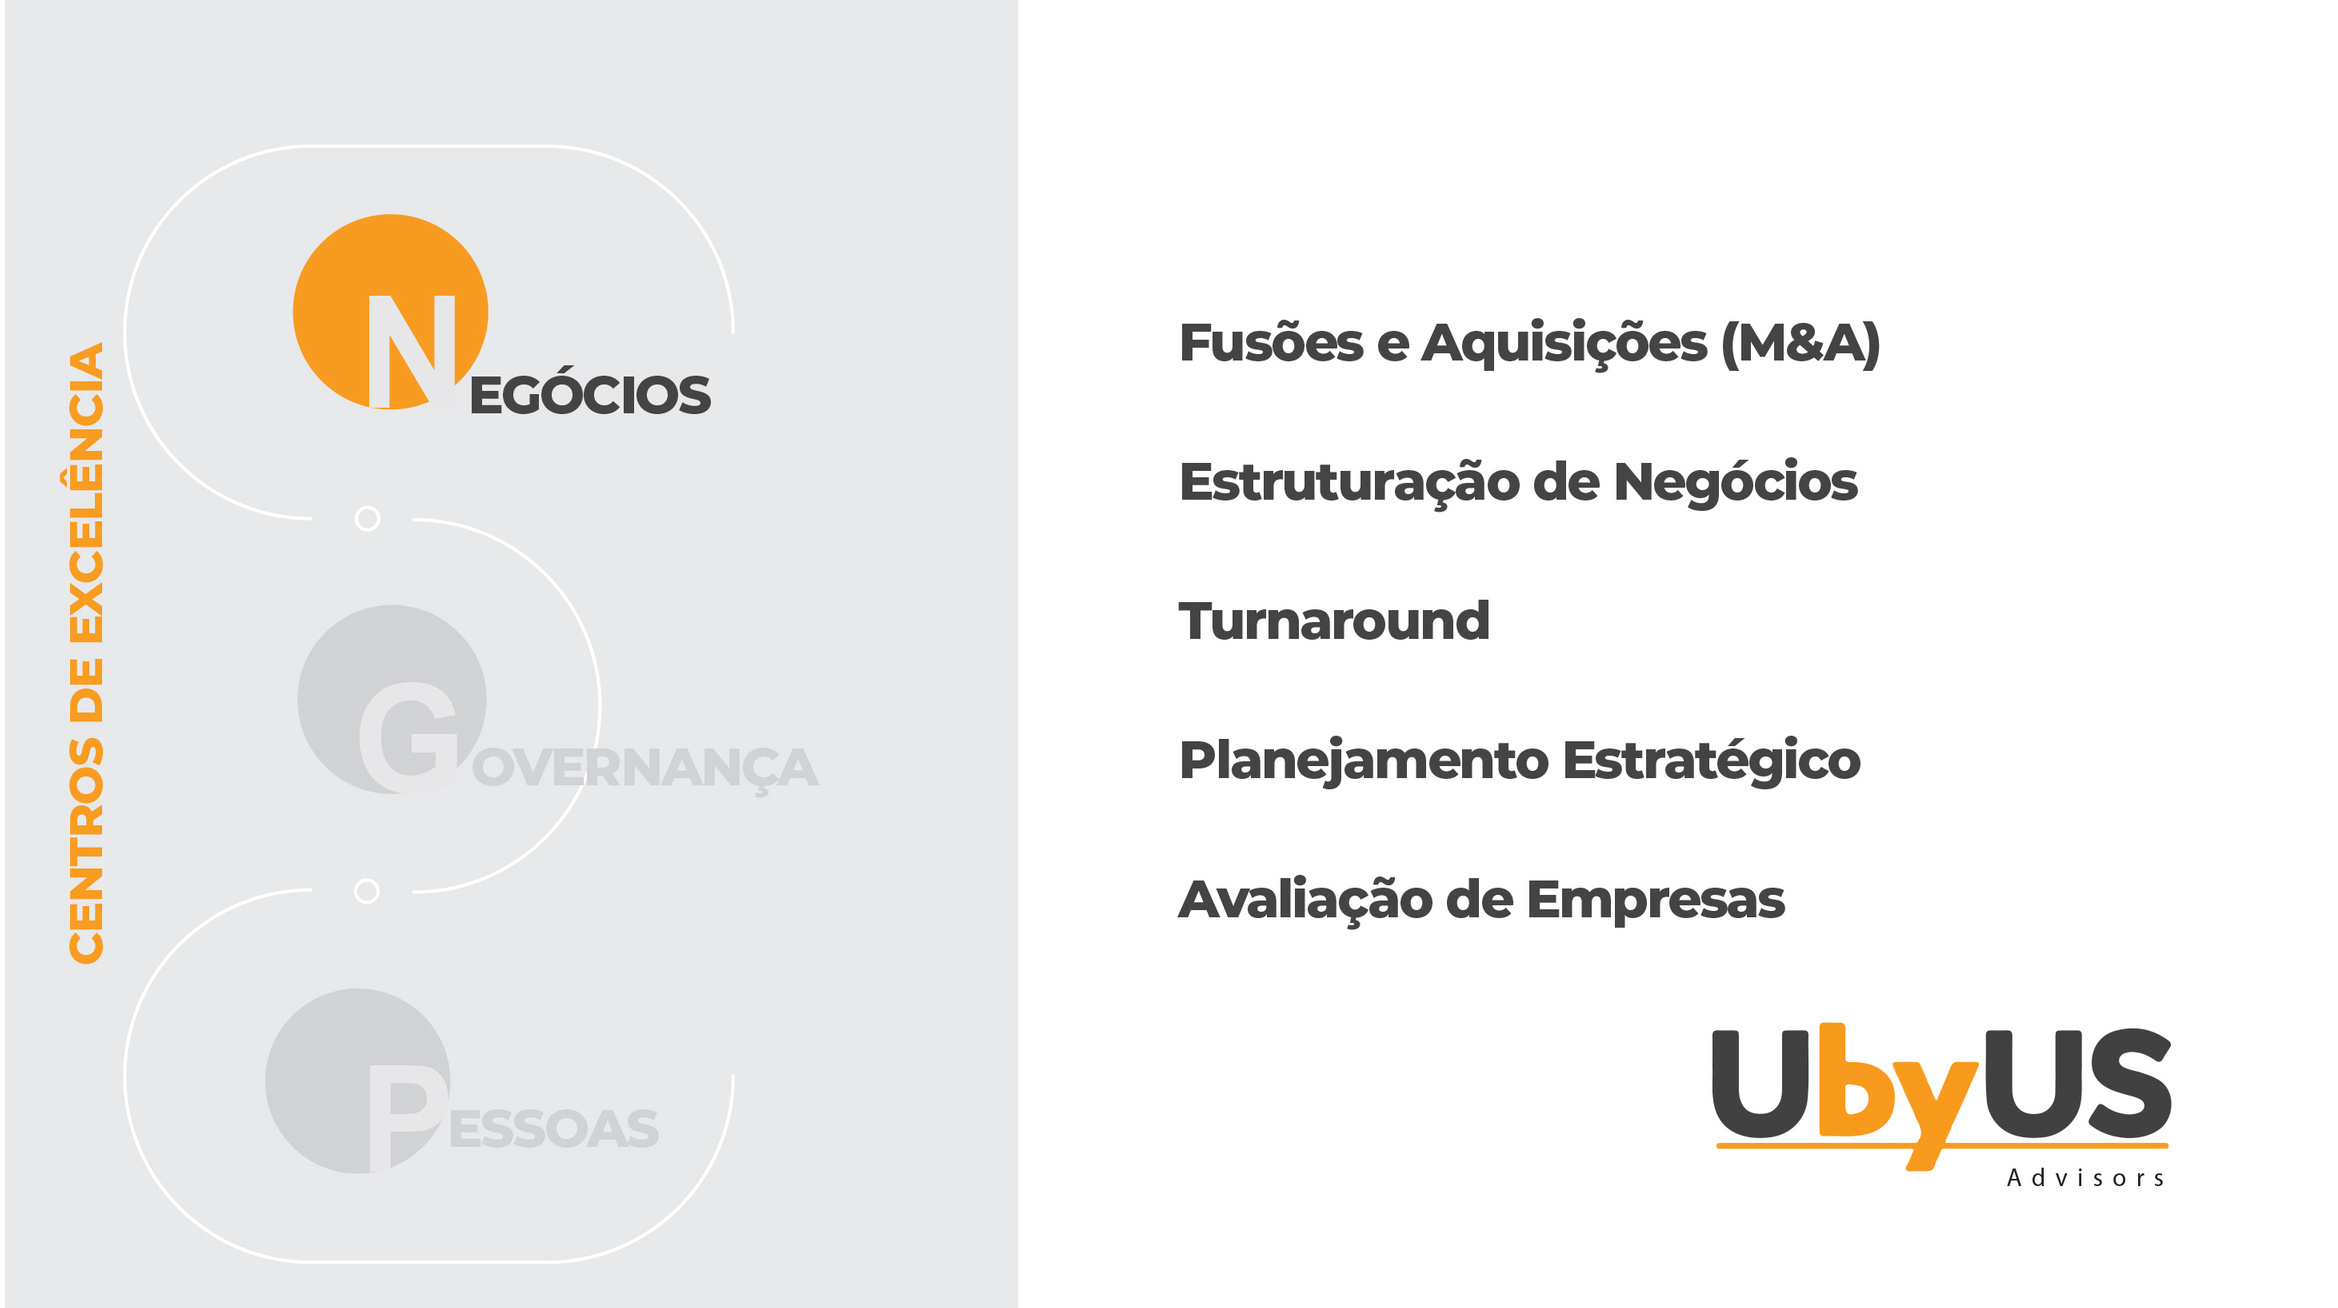 CENTROS DE EXCELÊNCIA
NEGÓCIOS
GOVERNANÇA
PESSOAS
Fusões e Aquisições (M&A)
Estruturação de Negócios
Turnaround
Planejamento Estratégico
Avaliação de Empresas
UbyUS
Advisors